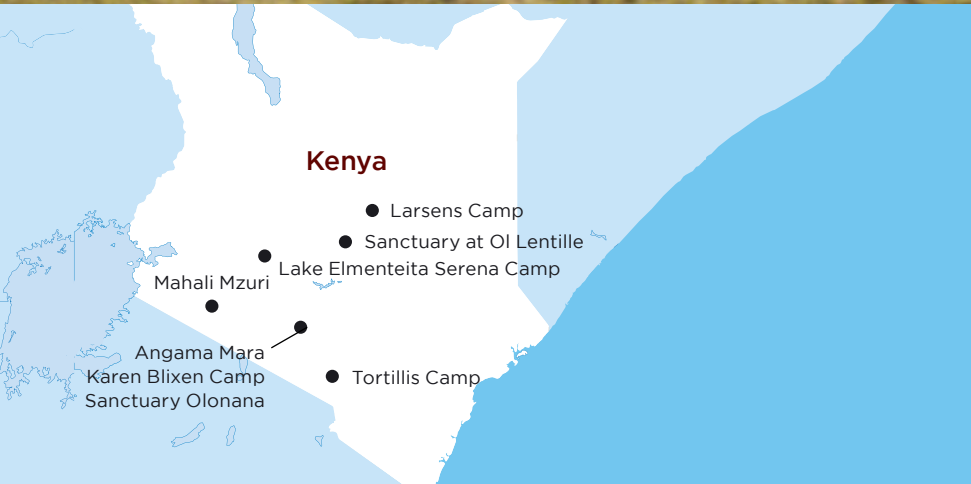 Kenya
Larsens Camp
Sanctuary at Ol Lentille
Lake Elmenteita Serena Camp
Mahali Mzuri
Angama Mara
Karen Blixen Camp
Sanctuary Olonana
Tortillis Camp